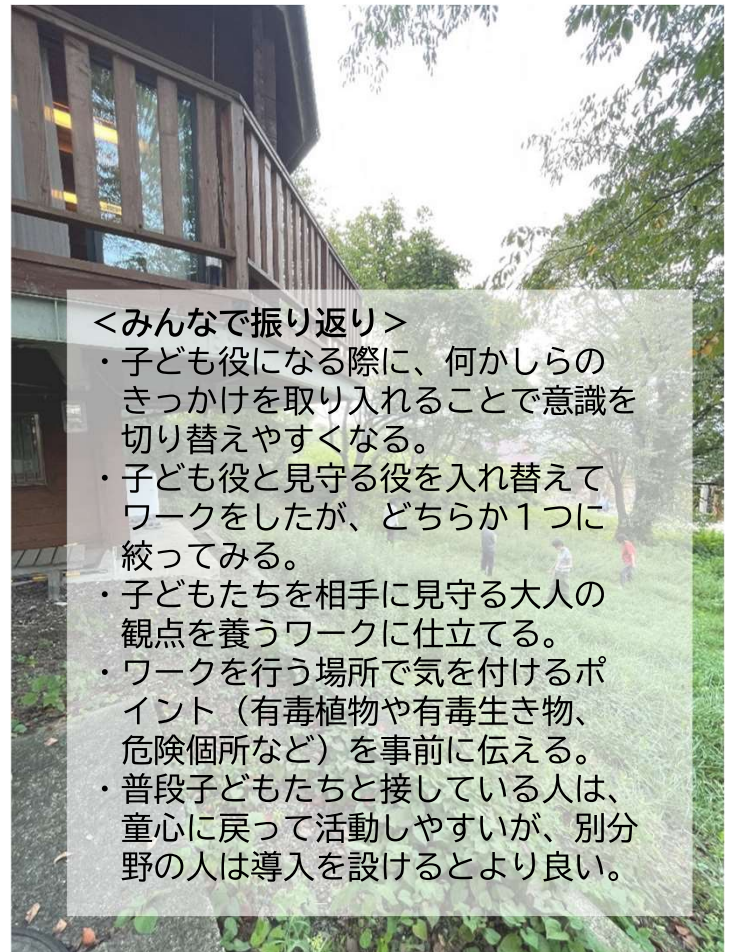 ＜みんなで振り返り＞
・子ども役になる際に、何かしらの
きっかけを取り入れることで意識を
切り替えやすくなる。
・子ども役と見守る役を入れ替えて
ワークをしたが、どちらか１つに
絞ってみる。
・子どもたちを相手に見守る大人の
観点を養うワークに仕立てる。
・ワークを行う場所で気を付けるポ
イント（有毒植物や有毒生き物、
危険個所など）を事前に伝える。
・普段子どもたちと接している人は、
童心に戻って活動しやすいが、別分
野の人は導入を設けるとより良い。